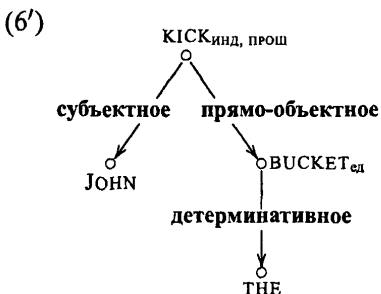 (6′)
KICKИНД, ПРОШ
субъектное прямо-объектное
JOHN
BUCKETед
детерминативное
THE